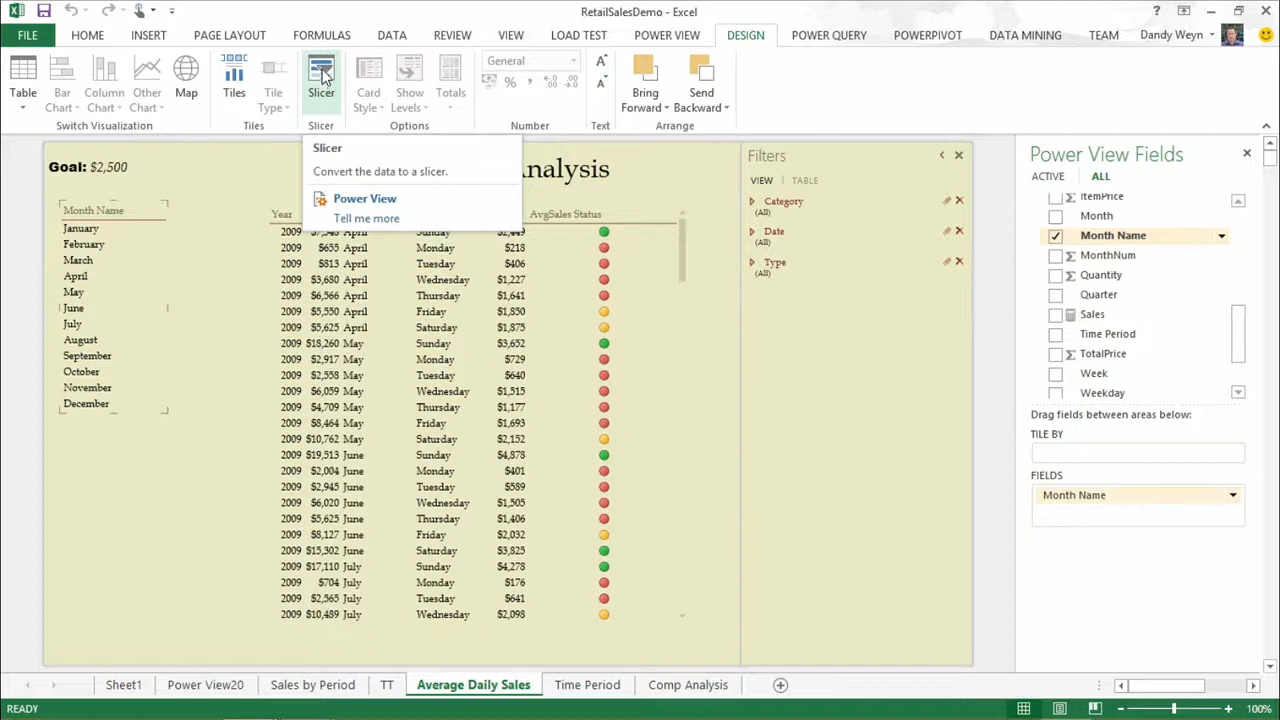 RetailSalesDemo - Excel
FILE HOME INSERT PAGE LAYOUT FORMULAS DATA REVIEW VIEW LOAD TEST POWER VIEW DESIGN POWER QUERY POWERPIVOT DATA MINING TEAM Dandy Weyn
Table Bar Chart Column Chart Other Chart Map
Switch Visualization
Tiles Tile Type
Tiles
Slicer
Slicer
Card Style Show Levels Totals
Options
General
% , .00
Number
Text
Bring Forward Send Backward
Arrange
Slicer
Convert the data to a slicer.
Power View
Tell me more
Goal: $2,500
Analysis
Month Name
January
February
March
April
May
June
July
August
September
October
November
December
Year AvgSales Status
2009 April Sunday $2,449
2009 $655 April Monday $218
2009 $813 April Tuesday $406
2009 $3,680 April Wednesday $1,227
2009 $6,566 April Thursday $1,641
2009 $5,550 April Friday $1,850
2009 $5,625 April Saturday $1,875
2009 $18,260 May Sunday $3,652
2009 $2,917 May Monday $729
2009 $2,558 May Tuesday $640
2009 $6,059 May Wednesday $1,515
2009 $4,709 May Thursday $1,177
2009 $8,464 May Friday $1,693
2009 $10,762 May Saturday $2,152
2009 $19,513 June Sunday $4,878
2009 $2,004 June Monday $401
2009 $2,945 June Tuesday $589
2009 $6,020 June Wednesday $1,505
2009 $5,625 June Thursday $1,406
2009 $8,127 June Friday $2,032
2009 $15,302 June Saturday $3,825
2009 $17,110 July Sunday $4,278
2009 $704 July Monday $176
2009 $2,565 July Tuesday $641
2009 $10,489 July Wednesday $2,098
Filters
VIEW TABLE
Category
(All)
Date
(All)
Type
(All)
Power View Fields
ACTIVE ALL
ItemPrice
Month
Month Name
MonthNum
Quantity
Quarter
Sales
Time Period
TotalPrice
Week
Weekday
Drag fields between areas below:
TILE BY
FIELDS
Month Name
Sheet1 Power View20 Sales by Period TT Average Daily Sales Time Period Comp Analysis
READY 100%